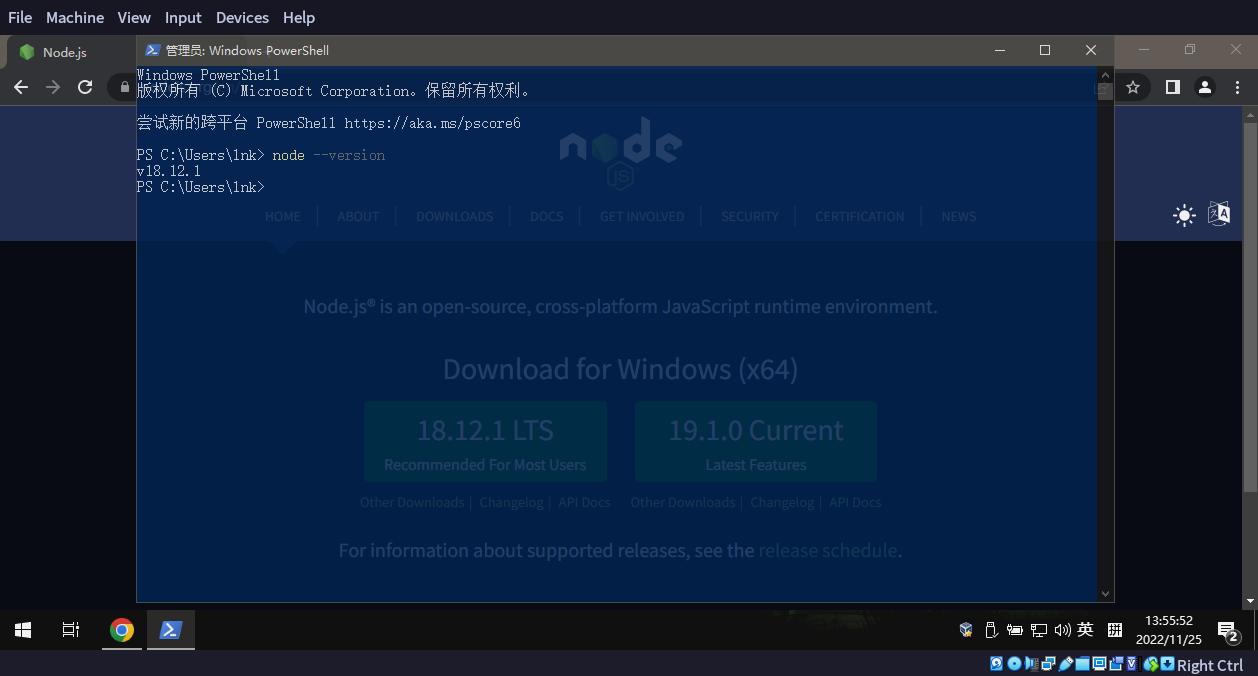 File Machine View Input Devices Help
Node.js
管理员: Windows PowerShell
Windows PowerShell
版权所有 (C) Microsoft Corporation。保留所有权利。
尝试新的跨平台 PowerShell https://aka.ms/pscore6
PS C:\Users\lnk> node --version
v18.12.1
PS C:\Users\lnk>
node
JS
HOME ABOUT DOWNLOADS DOCS GET INVOLVED SECURITY CERTIFICATION NEWS
Node.js® is an open-source, cross-platform JavaScript runtime environment.
Download for Windows (x64)
18.12.1 LTS 19.1.0 Current
Recommended For Most Users Latest Features
Other Downloads | Changelog | API Docs Other Downloads | Changelog | API Docs
For information about supported releases, see the release schedule.
英 拼 13:55:52
2022/11/25 2
Right Ctrl